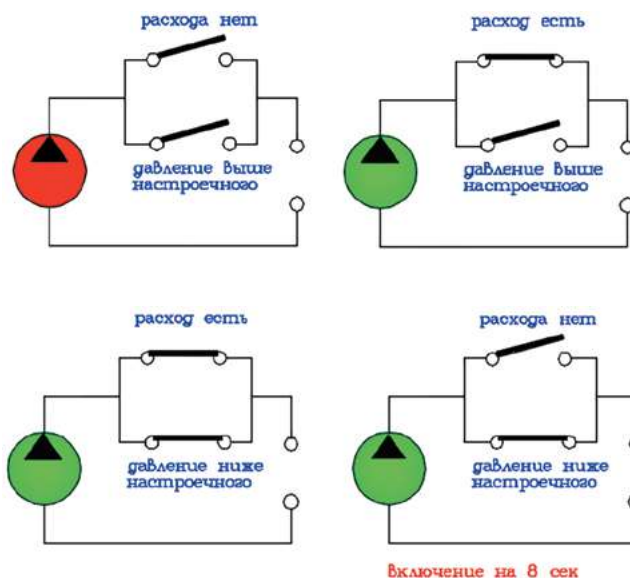 расхода нет
расход есть
давление выше
настроечного
давление выше
настроечного
расход есть
расхода нет
давление ниже
настроечного
давление ниже
настроечного
включение на 8 сек